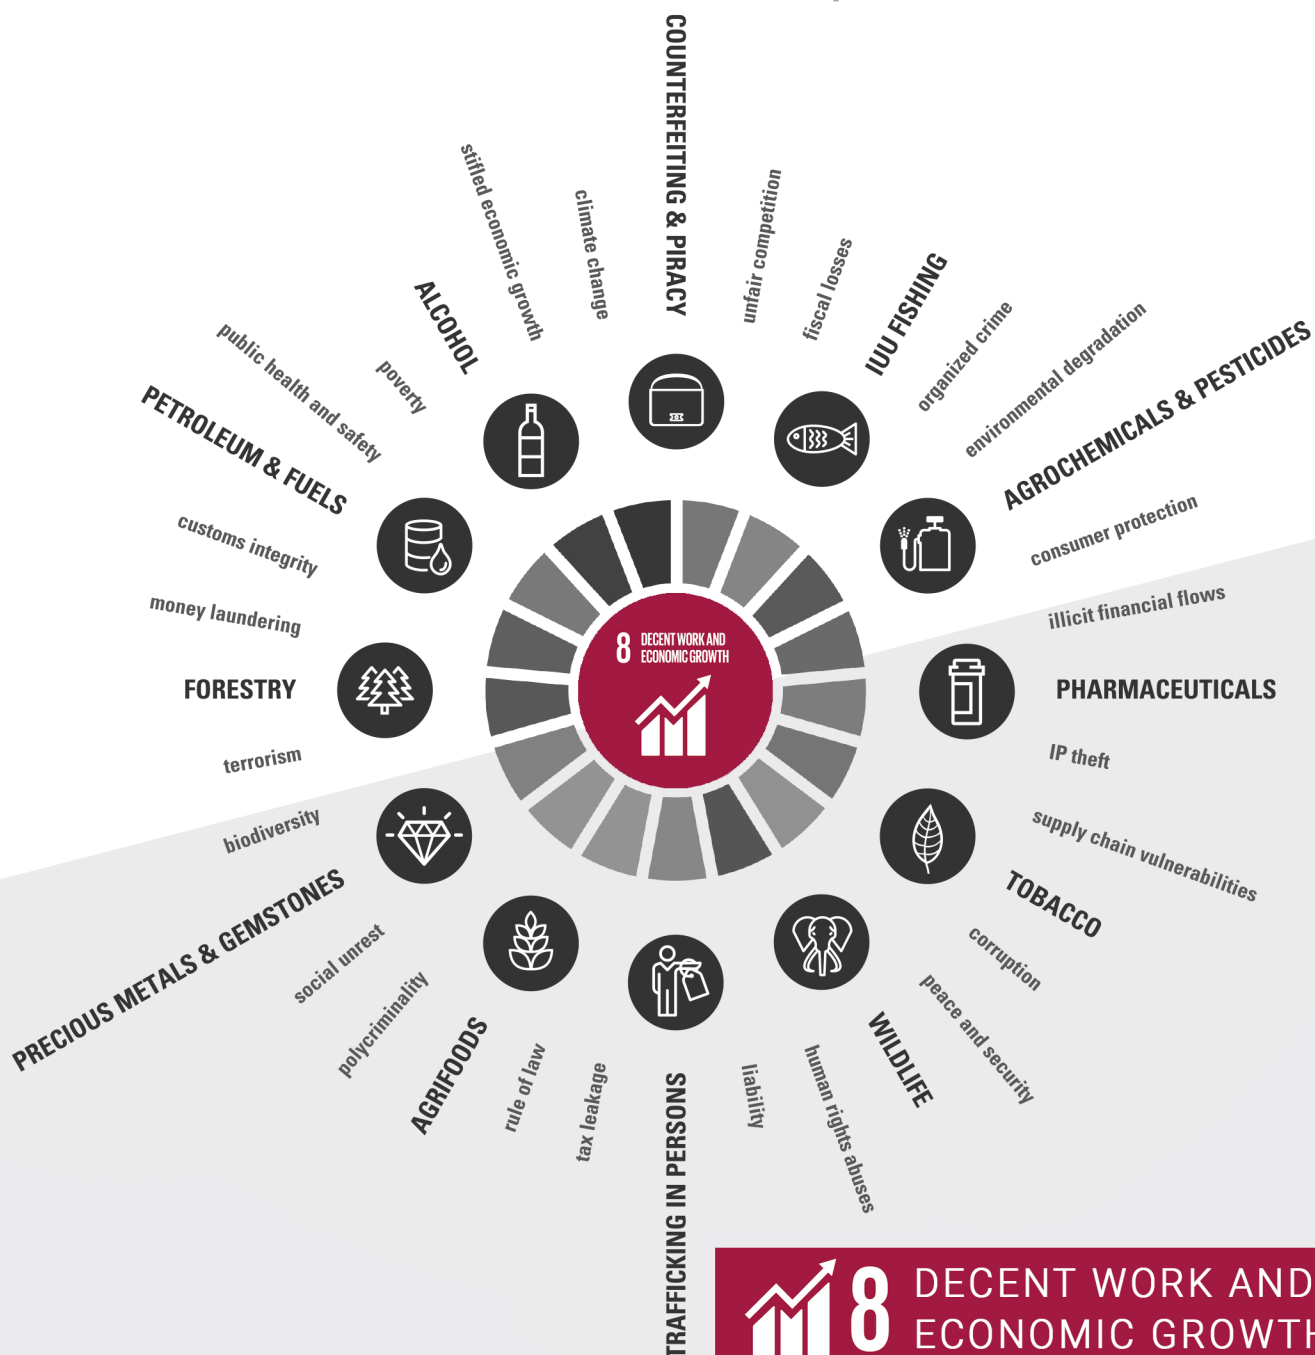 COUNTERFEITING & PIRACY
unfair competition
fiscal losses
IUU FISHING
organized crime
environmental degradation
AGROCHEMICALS & PESTICIDES
consumer protection
illicit financial flows
PHARMACEUTICALS
IP theft
supply chain vulnerabilities
TOBACCO
corruption
peace and security
WILDLIFE
human rights abuses
liability
TRAFFICKING IN PERSONS
tax leakage
rule of law
AGRIFOODS
polycriminality
social unrest
PRECIOUS METALS & GEMSTONES
biodiversity
terrorism
FORESTRY
money laundering
customs integrity
PETROLEUM & FUELS
public health and safety
poverty
ALCOHOL
stifled economic growth
climate change
8 DECENT WORK AND
ECONOMIC GROWTH
8 DECENT WORK AND
ECONOMIC GROWTH